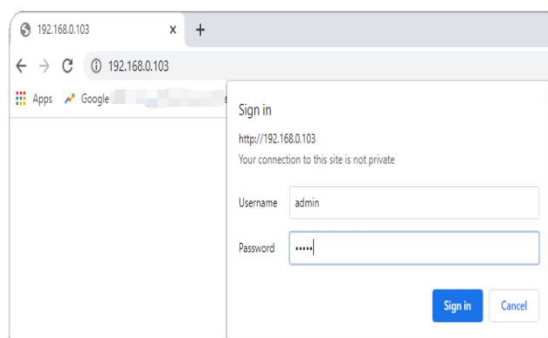 192.168.0.103
192.168.0.103
Apps Google
Sign in
http://192.168.0.103
Your connection to this site is not private
Username admin
Password •••••
Sign in Cancel